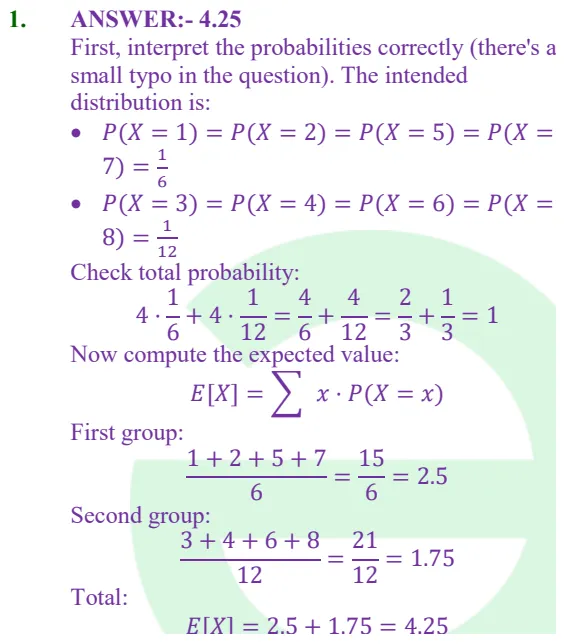 1. ANSWER:- 4.25
First, interpret the probabilities correctly (there's a
small typo in the question). The intended
distribution is:
• P(X = 1) = P(X = 2) = P(X = 5) = P(X =
7) = 1/6
• P(X = 3) = P(X = 4) = P(X = 6) = P(X =
8) = 1/12
Check total probability:
4 · 1/6 + 4 · 1/12 = 4/6 + 4/12 = 2/3 + 1/3 = 1
Now compute the expected value:
E[X] = ∑ x · P(X = x)
First group:
(1 + 2 + 5 + 7)/6 = 15/6 = 2.5
Second group:
(3 + 4 + 6 + 8)/12 = 21/12 = 1.75
Total:
E[X] = 2.5 + 1.75 = 4.25